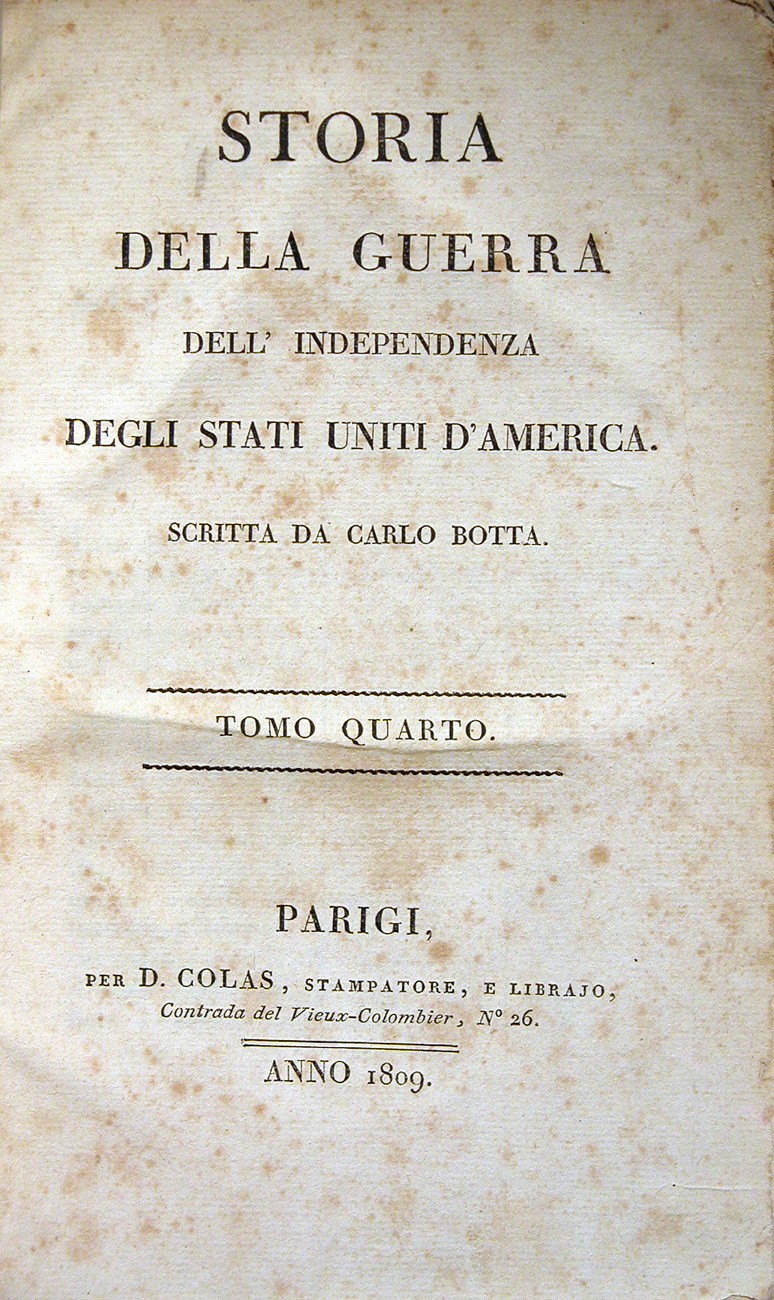 STORIA
DELLA GUERRA
DELL' INDEPENDENZA
DEGLI STATI UNITI D'AMERICA.
SCRITTA DA CARLO BOTTA.
TOMO QUARTO.
PARIGI,
PER D. COLAS, STAMPATORE, E LIBRAJO,
Contrada del Vieux-Colombier, Nº 26.
ANNO 1809.